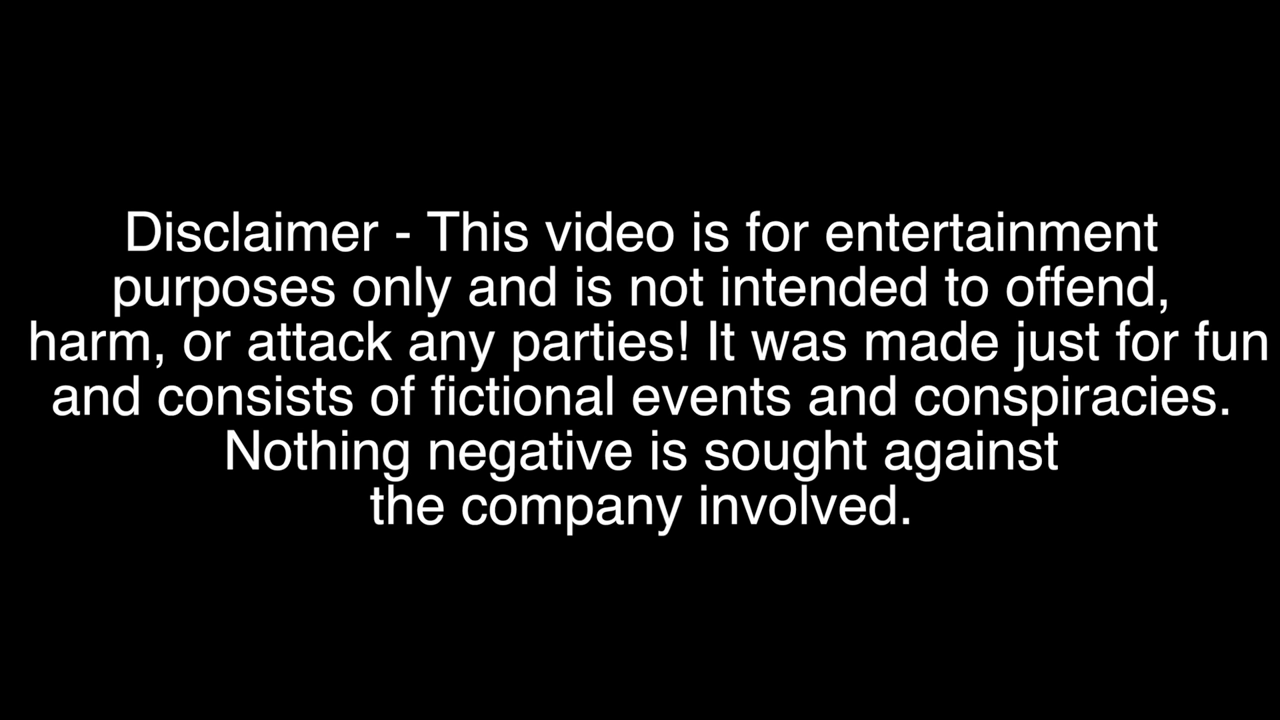 Disclaimer - This video is for entertainment
purposes only and is not intended to offend,
harm, or attack any parties! It was made just for fun
and consists of fictional events and conspiracies.
Nothing negative is sought against
the company involved.